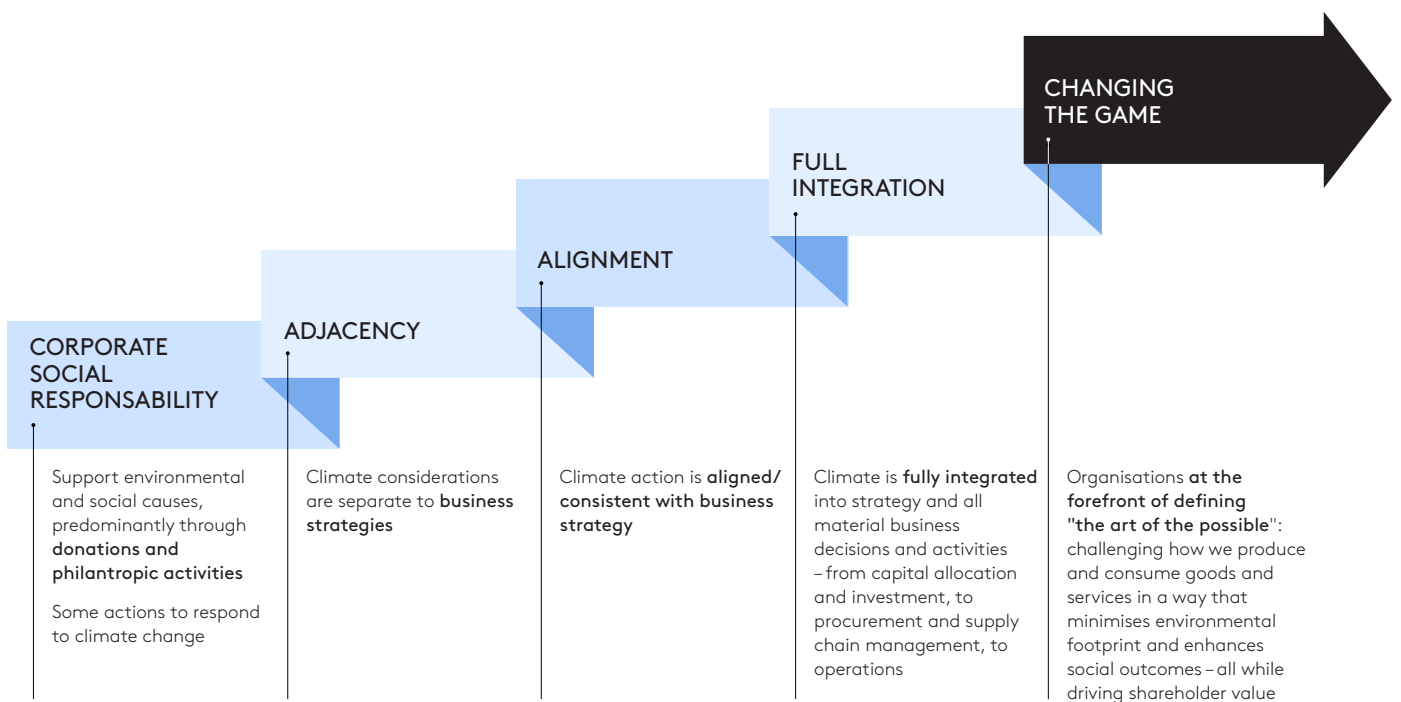 CORPORATE
SOCIAL
RESPONSABILITY
Support environmental
and social causes,
predominantly through
donations and
philantropic activities
Some actions to respond
to climate change
ADJACENCY
Climate considerations
are separate to business
strategies
ALIGNMENT
Climate action is aligned/
consistent with business
strategy
FULL
INTEGRATION
Climate is fully integrated
into strategy and all
material business
decisions and activities
– from capital allocation
and investment, to
procurement and supply
chain management, to
operations
CHANGING
THE GAME
Organisations at the
forefront of defining
"the art of the possible":
challenging how we produce
and consume goods and
services in a way that
minimises environmental
footprint and enhances
social outcomes – all while
driving shareholder value